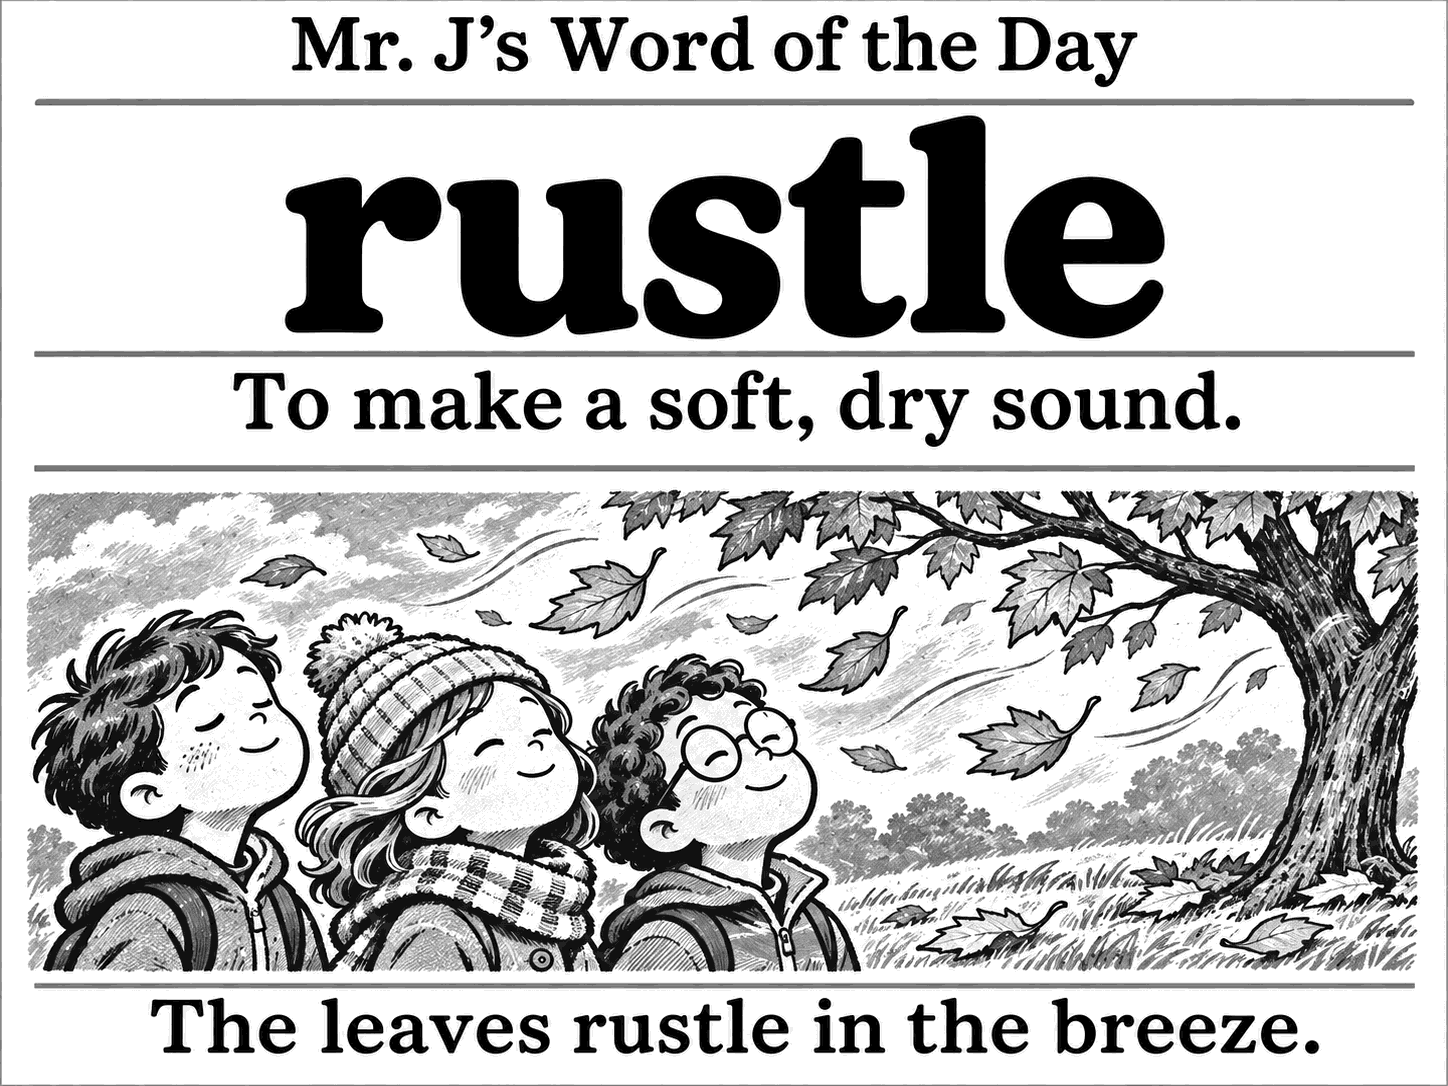 Mr. J’s Word of the Day
rustle
To make a soft, dry sound.
The leaves rustle in the breeze.